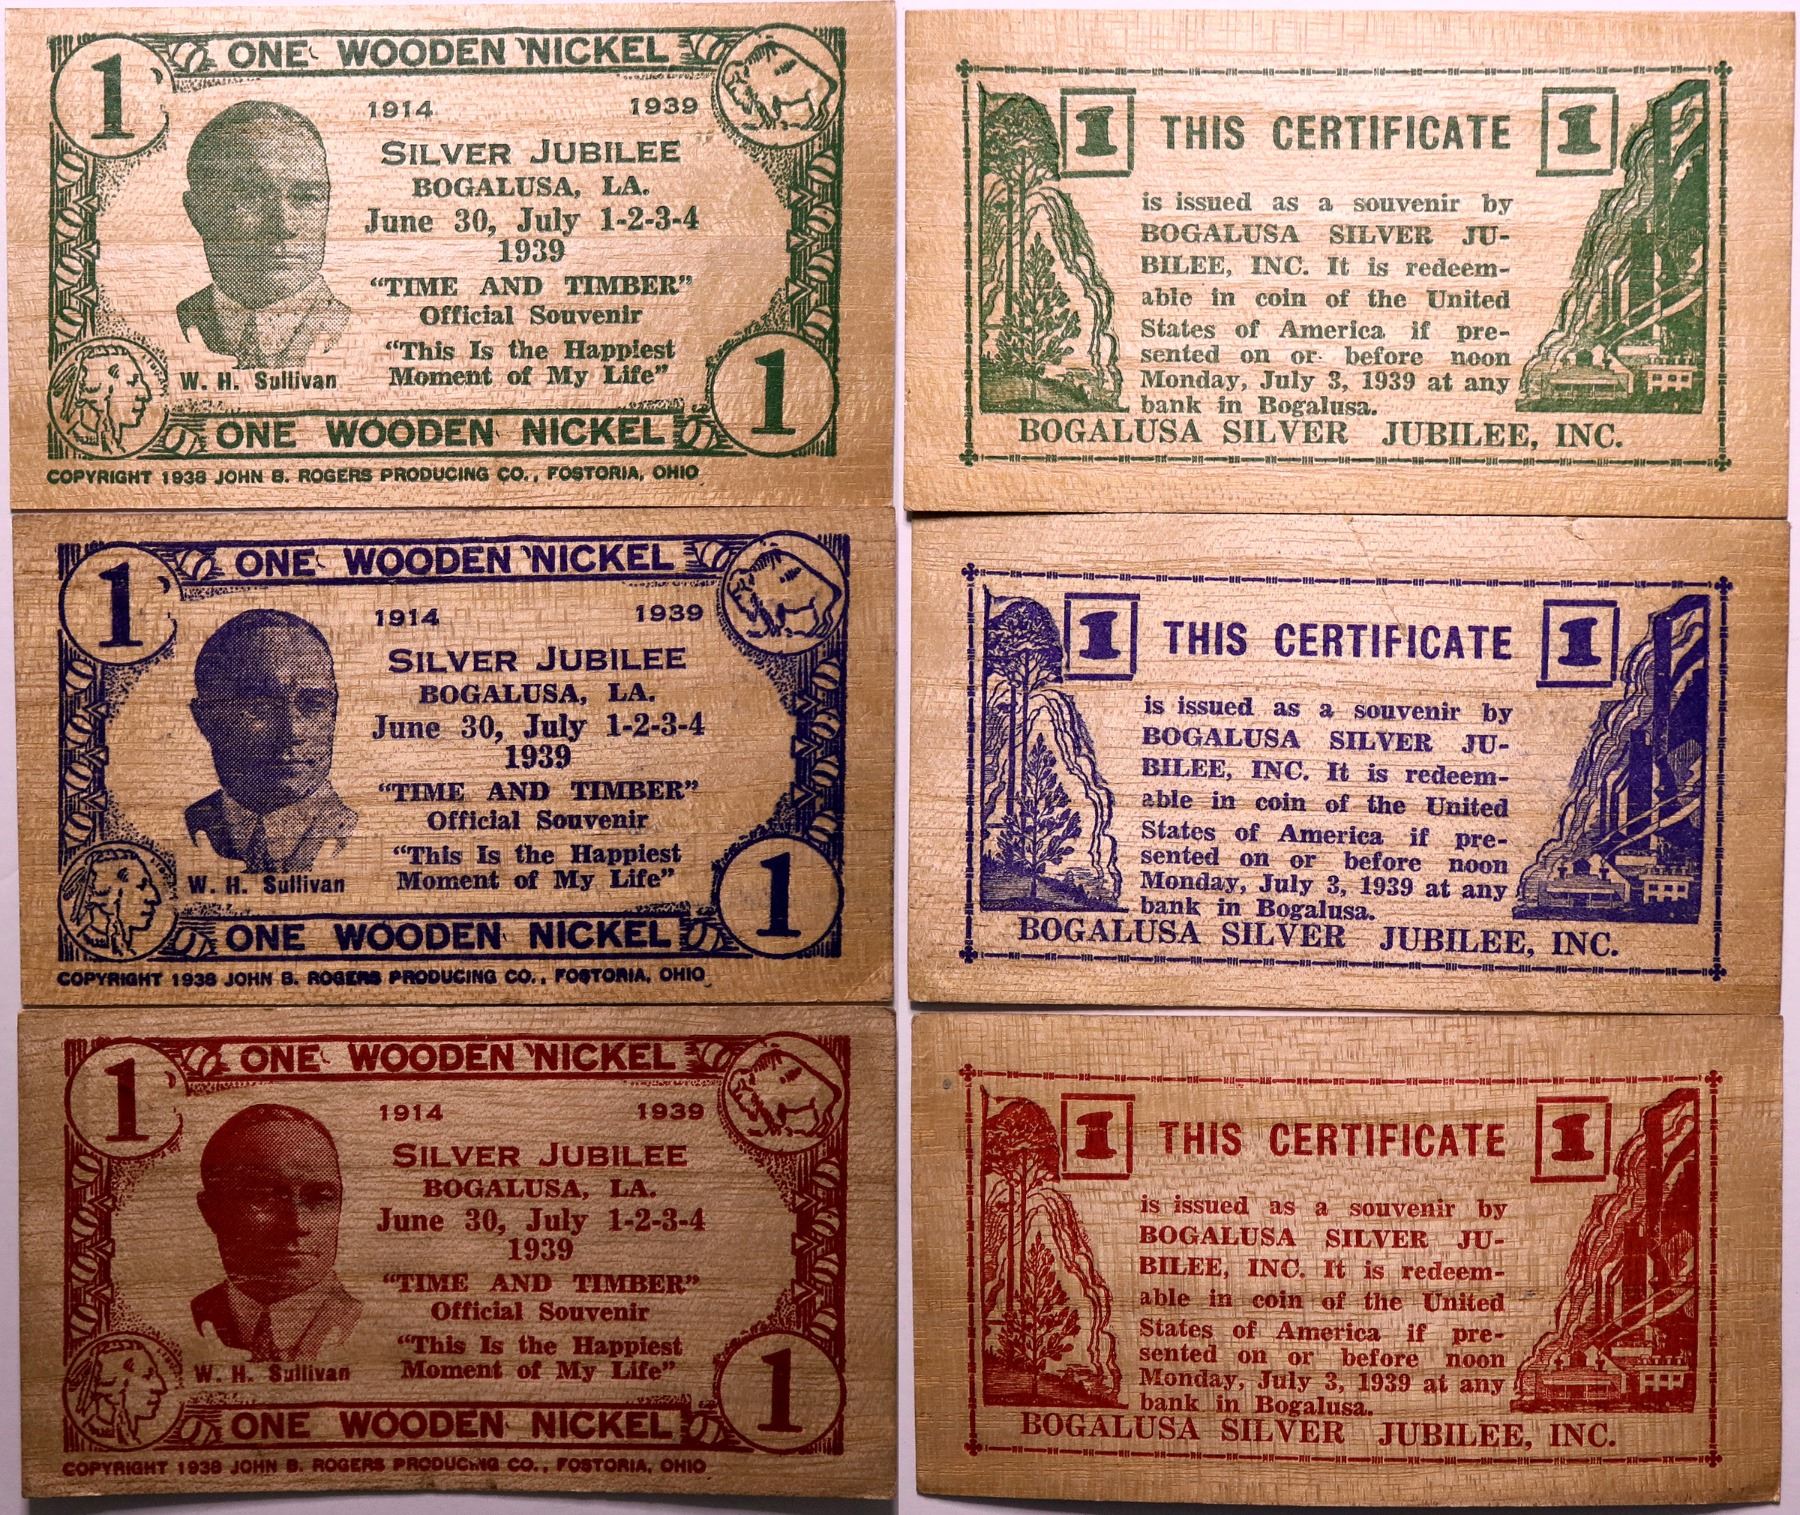 1
ONE WOODEN NICKEL
1914 1939
SILVER JUBILEE
BOGALUSA, LA.
June 30, July 1-2-3-4
1939
"TIME AND TIMBER"
Official Souvenir
"This Is the Happiest
Moment of My Life"
W. H. Sullivan
1
ONE WOODEN NICKEL
COPYRIGHT 1938 JOHN B. ROGERS PRODUCING CO., FOSTORIA, OHIO
1 THIS CERTIFICATE 1
is issued as a souvenir by
BOGALUSA SILVER JU-
BILEE, INC. It is redeem-
able in coin of the United
States of America if pre-
sented on or before noon
Monday, July 3, 1939 at any
bank in Bogalusa.
BOGALUSA SILVER JUBILEE, INC.
1
ONE WOODEN NICKEL
1914 1939
SILVER JUBILEE
BOGALUSA, LA.
June 30, July 1-2-3-4
1939
"TIME AND TIMBER"
Official Souvenir
"This Is the Happiest
Moment of My Life"
W. H. Sullivan
1
ONE WOODEN NICKEL
COPYRIGHT 1938 JOHN B. ROGERS PRODUCING CO., FOSTORIA, OHIO
1 THIS CERTIFICATE 1
is issued as a souvenir by
BOGALUSA SILVER JU-
BILEE, INC. It is redeem-
able in coin of the United
States of America if pre-
sented on or before noon
Monday, July 3, 1939 at any
bank in Bogalusa.
BOGALUSA SILVER JUBILEE, INC.
1
ONE WOODEN NICKEL
1914 1939
SILVER JUBILEE
BOGALUSA, LA.
June 30, July 1-2-3-4
1939
"TIME AND TIMBER"
Official Souvenir
"This Is the Happiest
Moment of My Life"
W. H. Sullivan
1
ONE WOODEN NICKEL
COPYRIGHT 1938 JOHN B. ROGERS PRODUCING CO., FOSTORIA, OHIO
1 THIS CERTIFICATE 1
is issued as a souvenir by
BOGALUSA SILVER JU-
BILEE, INC. It is redeem-
able in coin of the United
States of America if pre-
sented on or before noon
Monday, July 3, 1939 at any
bank in Bogalusa.
BOGALUSA SILVER JUBILEE, INC.